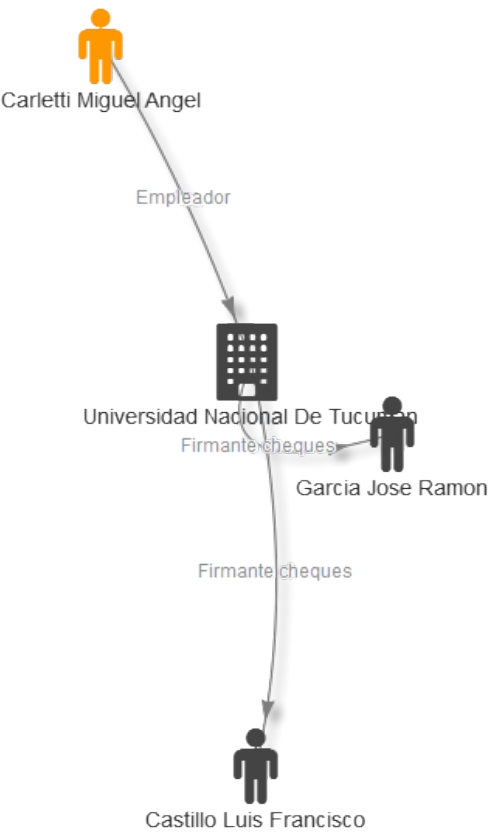 Carletti Miguel Angel
Empleador
Universidad Nacional De Tucuman
Firmante cheques
Garcia Jose Ramon
Firmante cheques
Castillo Luis Francisco